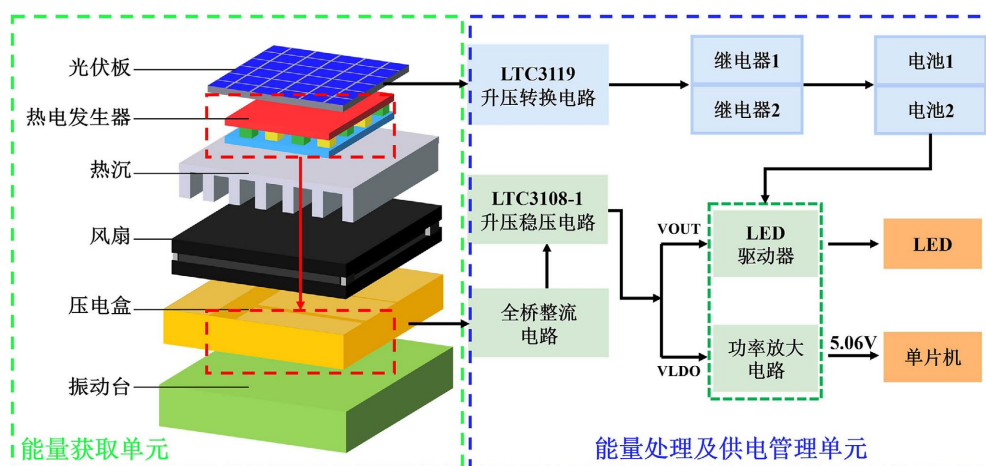 光伏板
热电发生器
热沉
风扇
压电盒
振动台
能量获取单元
LTC3119
升压转换电路
继电器1
继电器2
电池1
电池2
LTC3108-1
升压稳压电路
全桥整流
电路
VOUT
VLDO
LED
驱动器
功率放大
电路
5.06V
LED
单片机
能量处理及供电管理单元